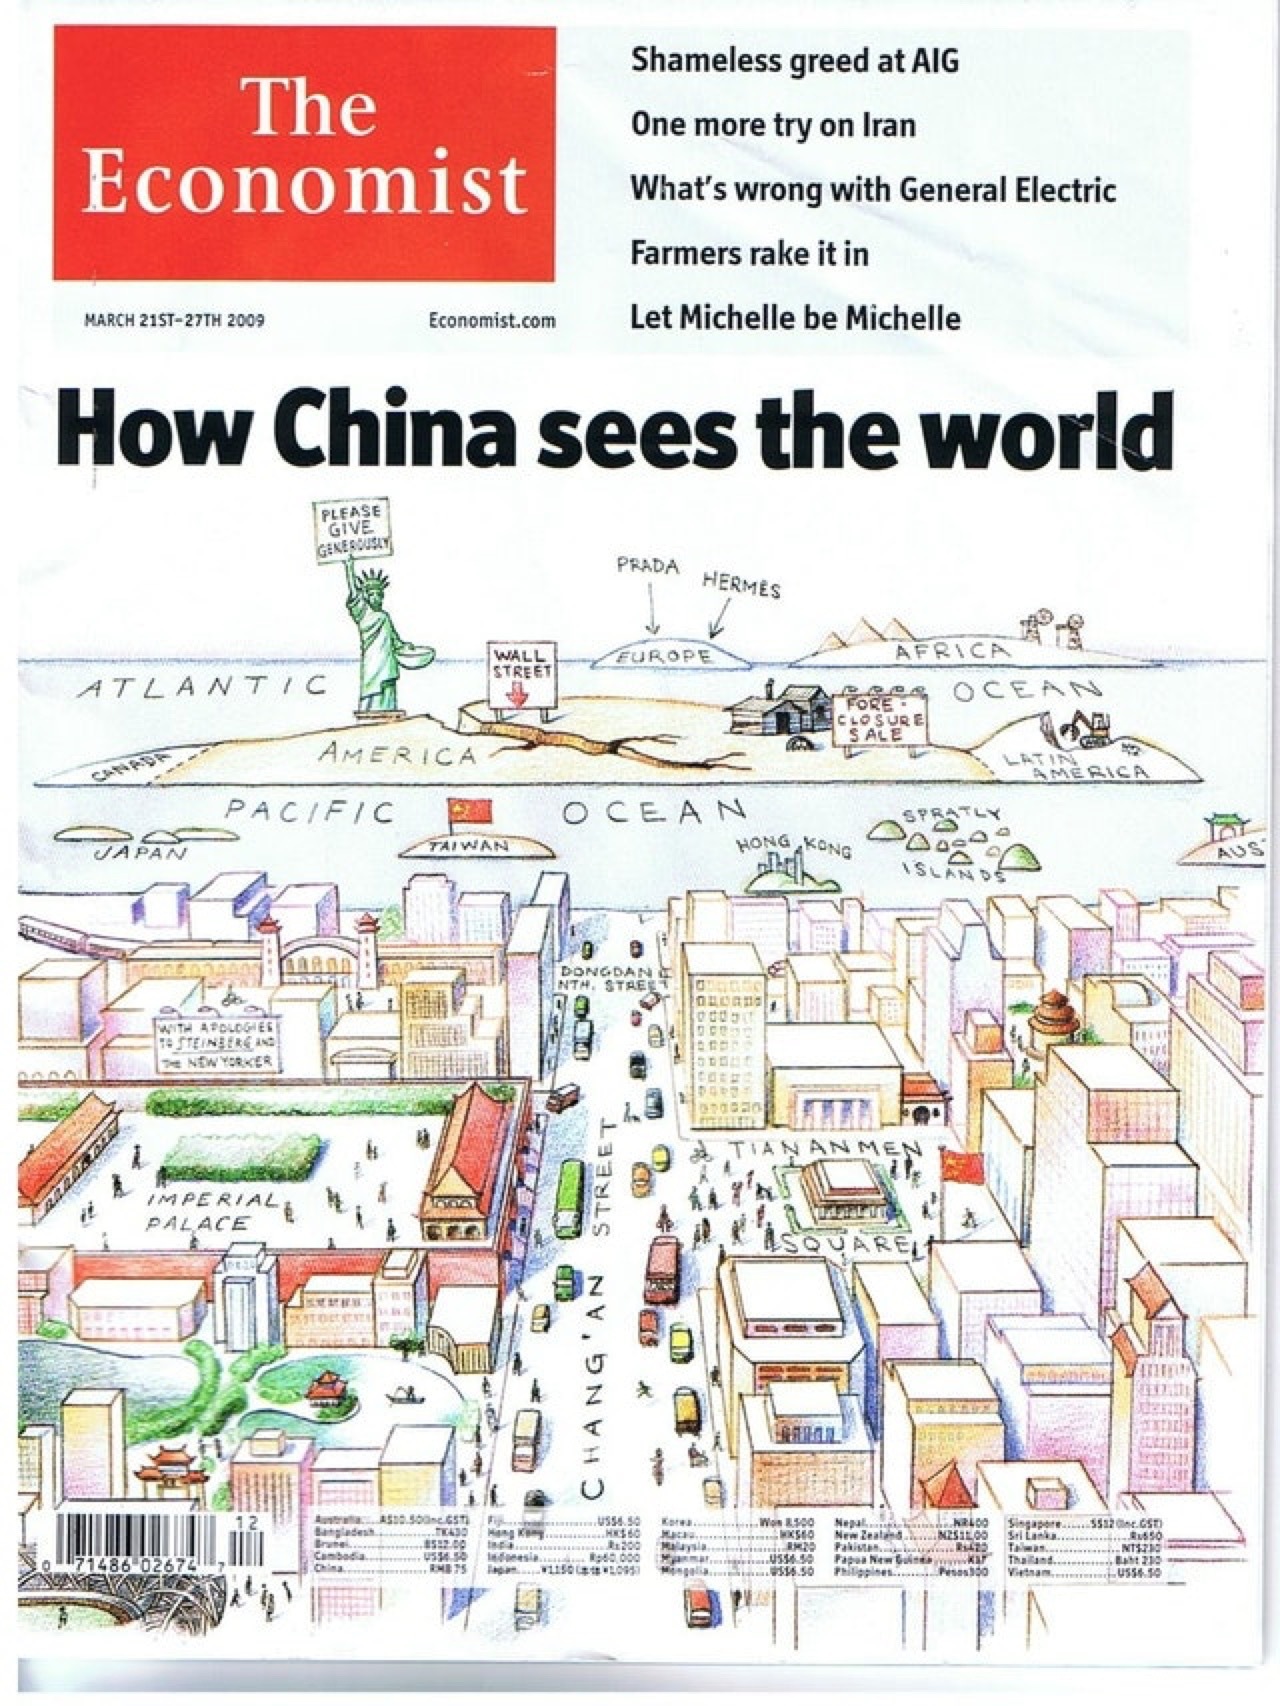 The
Economist
MARCH 21ST–27TH 2009
Economist.com
Shameless greed at AIG
One more try on Iran
What's wrong with General Electric
Farmers rake it in
Let Michelle be Michelle
How China sees the world
PLEASE
GIVE
GENEROUSLY
PRADA
HERMÈS
WALL
STREET
EUROPE
AFRICA
ATLANTIC
OCEAN
FORE-
CLOSURE
SALE
CANADA
AMERICA
LATIN
AMERICA
PACIFIC
OCEAN
JAPAN
TAIWAN
HONG KONG
SPRATLY
ISLANDS
AUS
DONGDAN
NTH. STREET
WITH APOLOGIES
TO STEINBERG AND
THE NEW YORKER
IMPERIAL
PALACE
TIANANMEN
SQUARE
CHANG'AN STREET
12
0 71486 02674 7
Australia A$10.50(Inc.GST)
Bangladesh TK430
Brunei B$12.00
Cambodia US$6.50
China RMB 75
Fiji US$6.50
Hong Kong HK$60
India Rs200
Indonesia Rp60,000
Japan ¥1150
Korea Won 8,500
Macau HK$60
Malaysia RM20
Myanmar US$6.50
Mongolia US$6.50
Nepal NR400
New Zealand NZ$11.00
Pakistan
Papua New Guinea
Philippines Pesos300
Singapore S$12 (Inc.GST)
Sri Lanka Rs650
Taiwan NT$230
Thailand Baht 230
Vietnam US$6.50